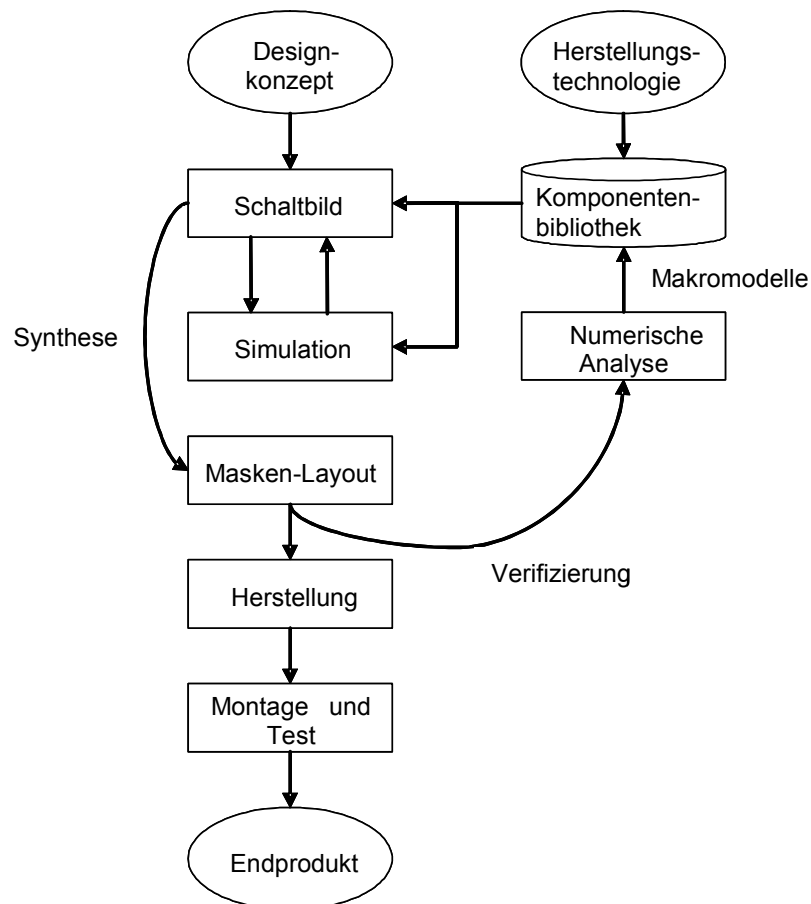 Design-
konzept
Herstellungs-
technologie
Schaltbild
Komponenten-
bibliothek
Makromodelle
Synthese
Simulation
Numerische
Analyse
Masken-Layout
Verifizierung
Herstellung
Montage und
Test
Endprodukt